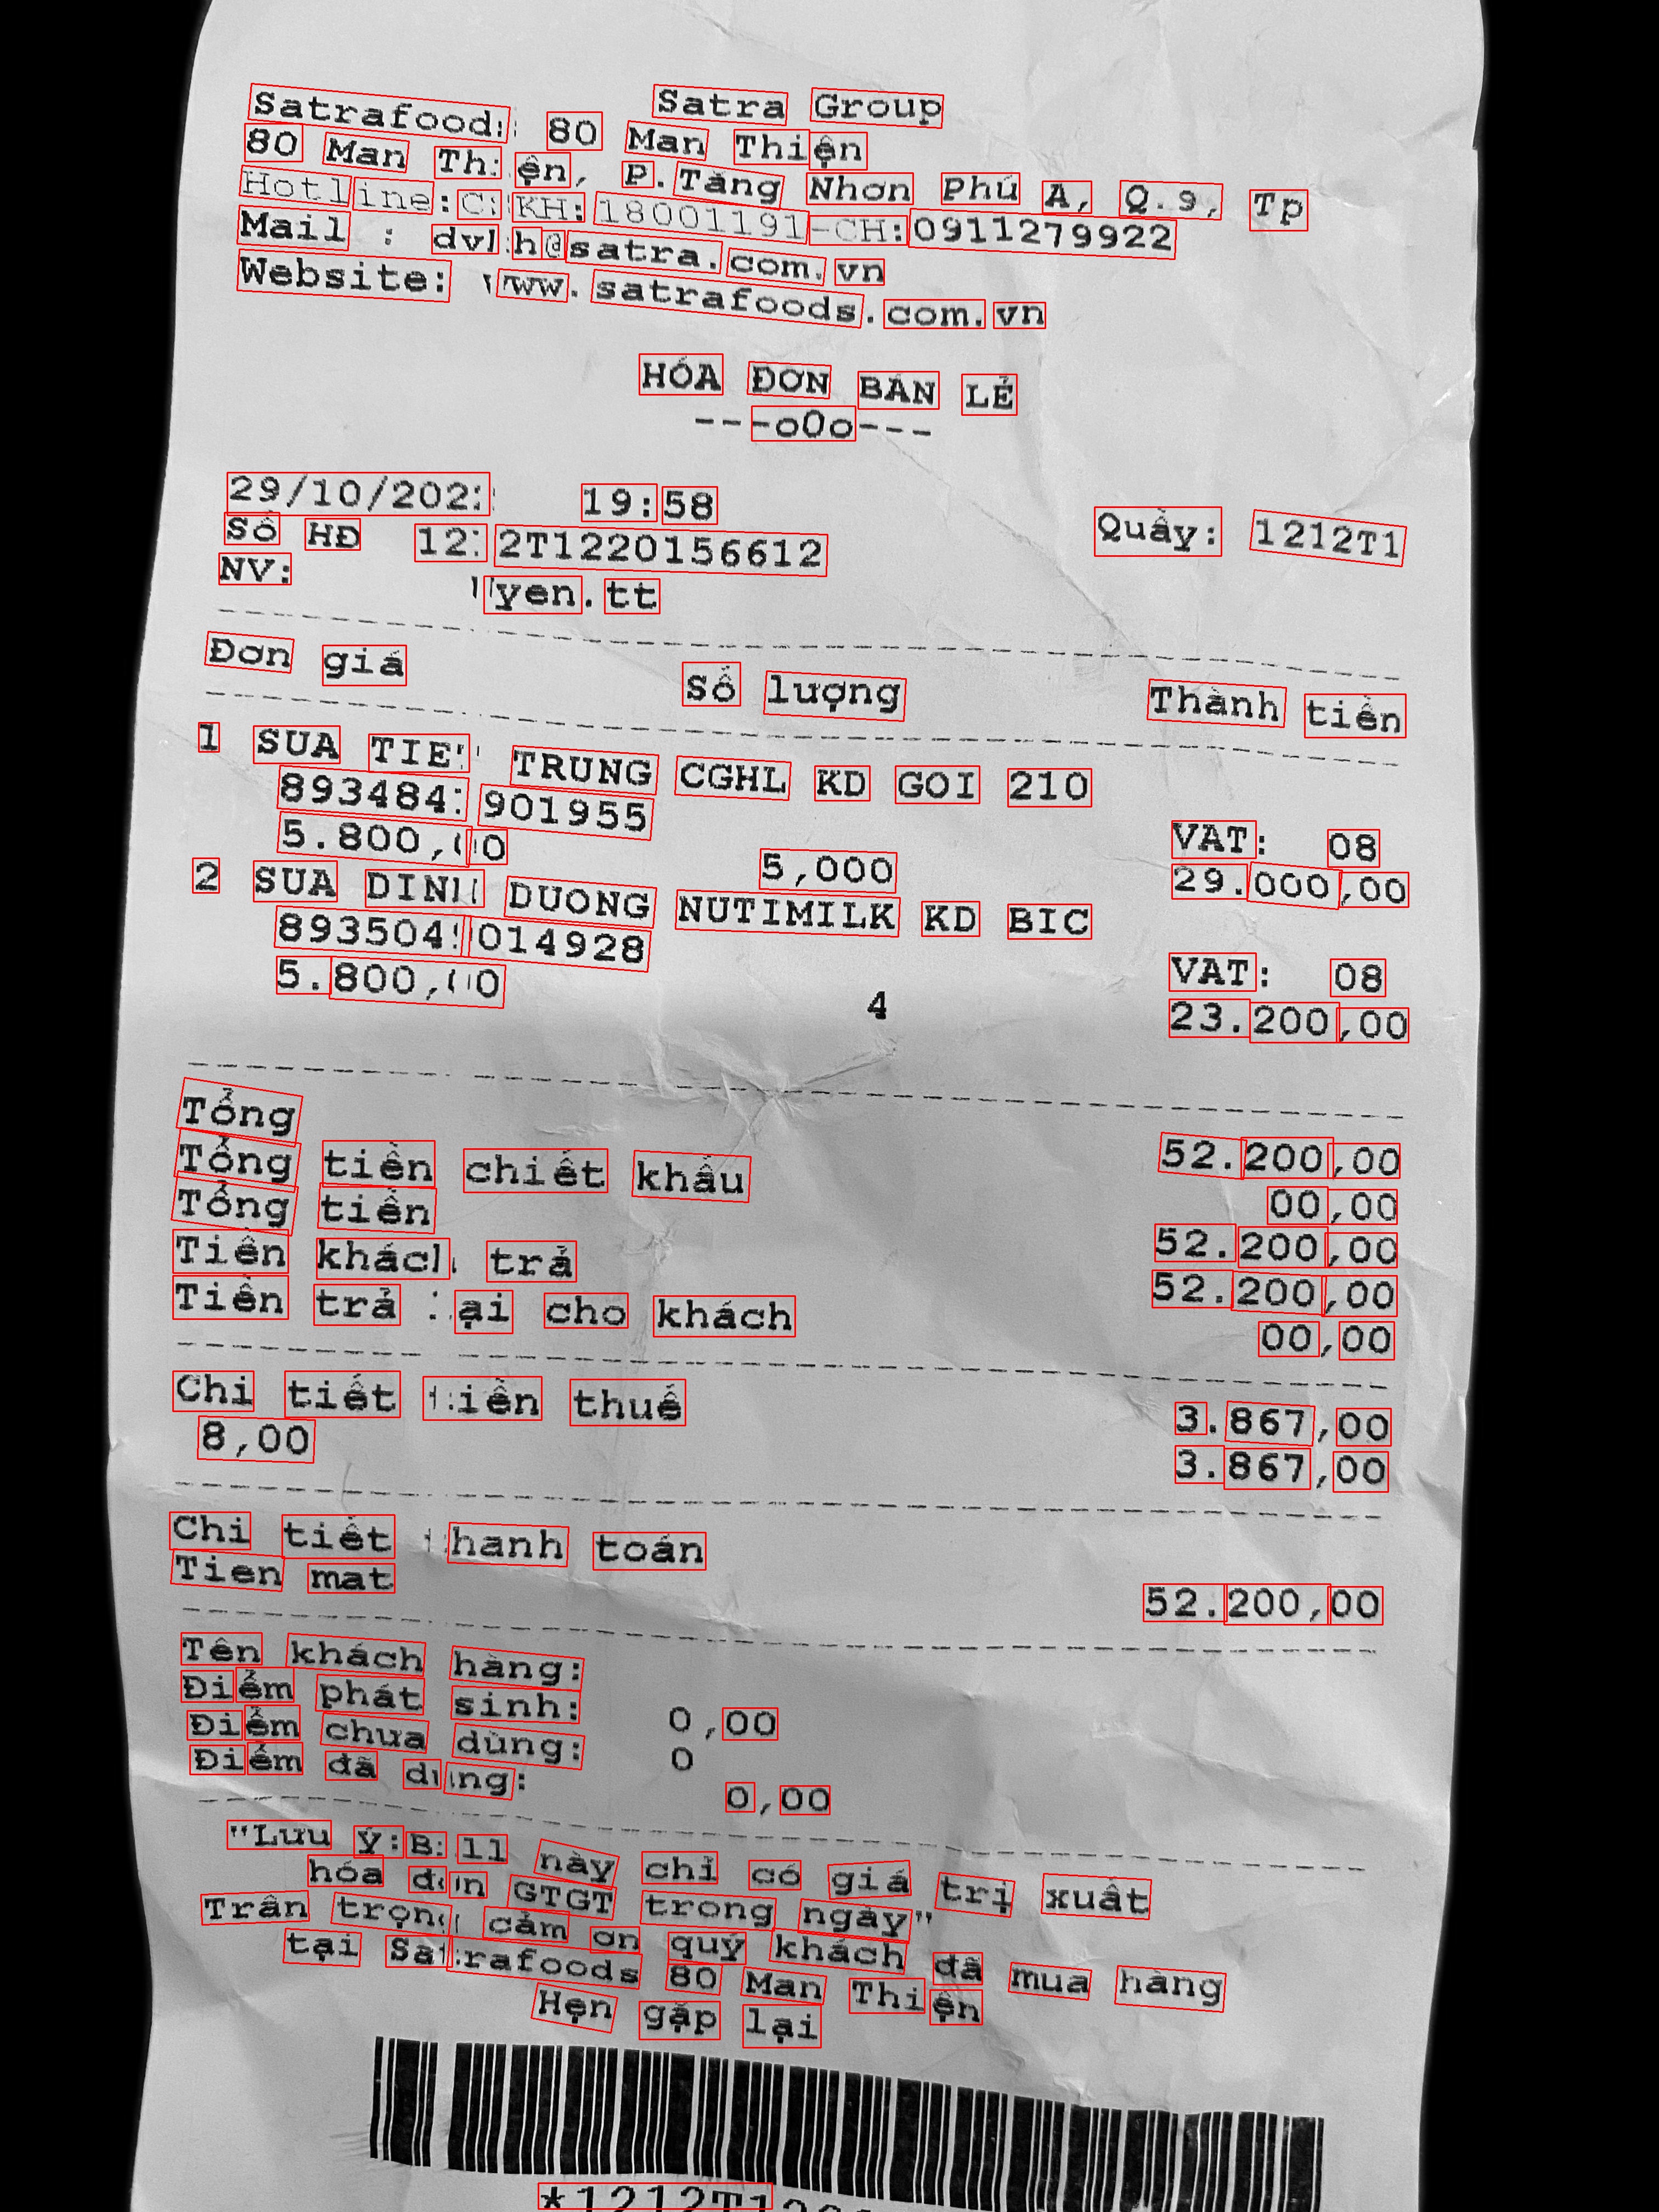 Satra Group
Satrafood: 80 Man Thiện
80 Man Thiện, P.Tăng Nhơn Phú A, Q.9, Tp
Hotline:CSKH:18001191-CH:0911279922
Mail : dvkh@satra.com.vn
Website: www.satrafoods.com.vn
HÓA ĐƠN BÁN LẺ
---oOo---
29/10/202 19:58
Số HĐ 1212T1220156612 Quầy: 1212T1
NV: yen.tt
Đơn giá Số lượng Thành tiền
1 SUA TIET TRUNG CGHL KD GOI 210
893484 901955 VAT: 08
5.800,00 5,000 29.000,00
2 SUA DINH DUONG NUTIMILK KD BIC
893504 014928 VAT: 08
5.800,00 4 23.200,00
Tổng 52.200,00
Tổng tiền chiết khấu 00,00
Tổng tiền 52.200,00
Tiền khách trả 52.200,00
Tiền trả lại cho khách 00,00
Chi tiết tiền thuế 3.867,00
8,00 3.867,00
Chi tiết thanh toán
Tien mat 52.200,00
Tên khách hàng:
Điểm phát sinh: 0,00
Điểm chưa dùng: 0
Điểm đã dùng: 0,00
"Lưu ý:Bill này chỉ có giá trị xuất
hóa đơn GTGT trong ngày"
Trân trọng cảm ơn quý khách đã mua hàng
tại Satrafoods 80 Man Thiện
Hẹn gặp lại